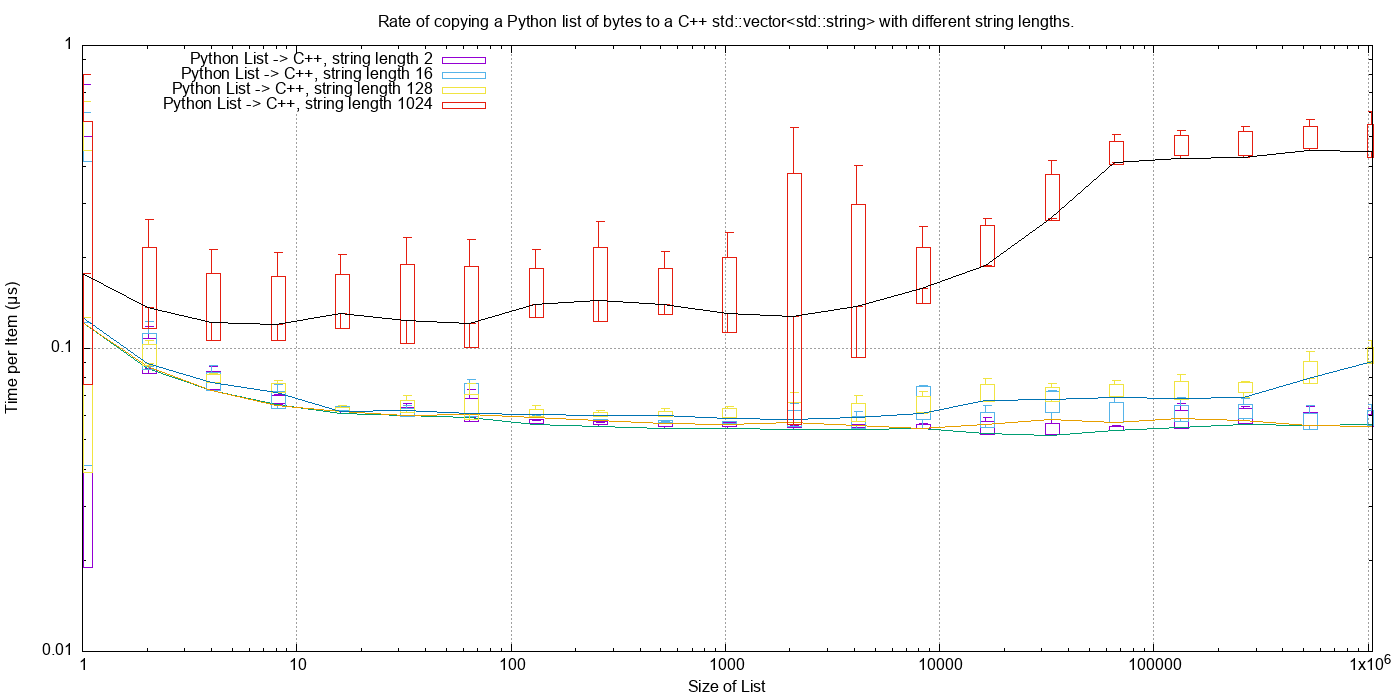 Rate of copying a Python list of bytes to a C++ std::vector<std::string> with different string lengths.
Python List -> C++, string length 2
Python List -> C++, string length 16
Python List -> C++, string length 128
Python List -> C++, string length 1024
1
0.1
0.01
Time per Item (µs)
1 10 100 1000 10000 100000 1x10⁶
Size of List